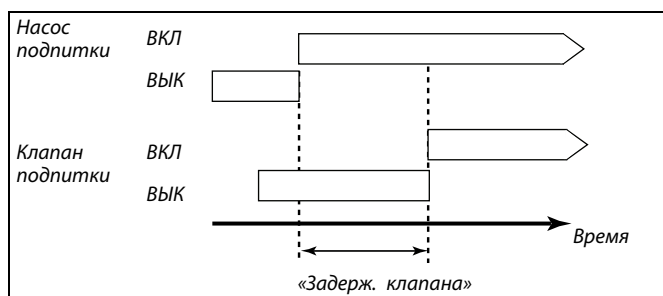 Насос
подпитки
ВКЛ
ВЫК
Клапан
подпитки
ВКЛ
ВЫК
Время
«Задерж. клапана»